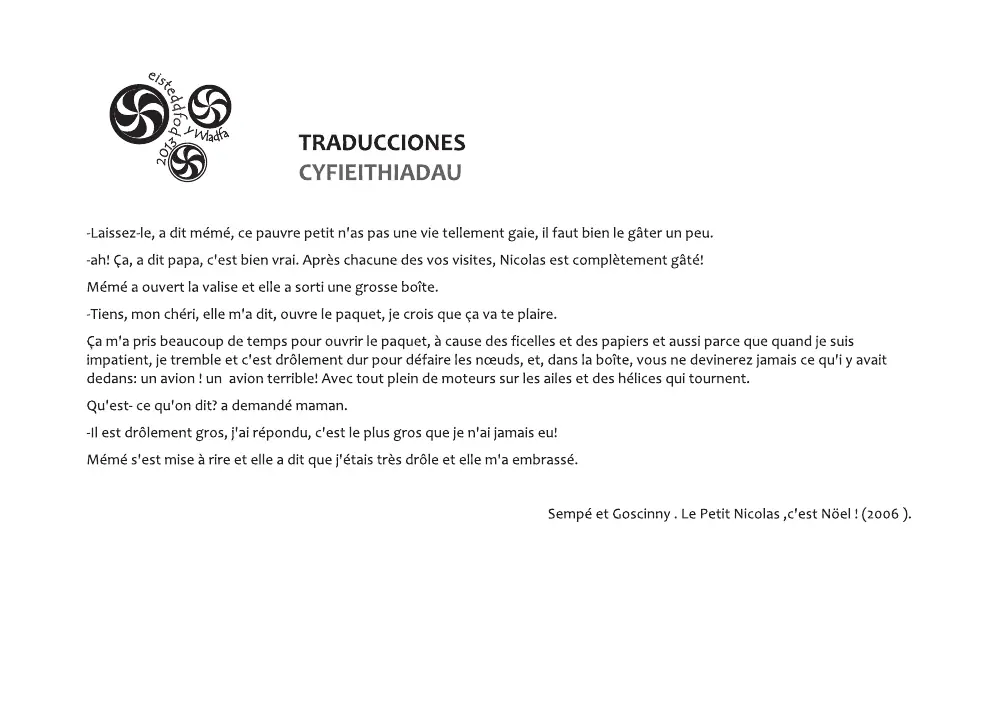 eisteddfod
y Wladfa
2013
TRADUCCIONES
CYFIEITHIADAU
-Laissez-le, a dit mémé, ce pauvre petit n'as pas une vie tellement gaie, il faut bien le gâter un peu.
-ah! Ça, a dit papa, c'est bien vrai. Après chacune des vos visites, Nicolas est complètement gâté!
Mémé a ouvert la valise et elle a sorti une grosse boîte.
-Tiens, mon chéri, elle m'a dit, ouvre le paquet, je crois que ça va te plaire.
Ça m'a pris beaucoup de temps pour ouvrir le paquet, à cause des ficelles et des papiers et aussi parce que quand je suis
impatient, je tremble et c'est drôlement dur pour défaire les nœuds, et, dans la boîte, vous ne devinerez jamais ce qu'i y avait
dedans: un avion ! un  avion terrible! Avec tout plein de moteurs sur les ailes et des hélices qui tournent.
Qu'est- ce qu'on dit? a demandé maman.
-Il est drôlement gros, j'ai répondu, c'est le plus gros que je n'ai jamais eu!
Mémé s'est mise à rire et elle a dit que j'étais très drôle et elle m'a embrassé.
Sempé et Goscinny . Le Petit Nicolas ,c'est Nöel ! (2006 ).